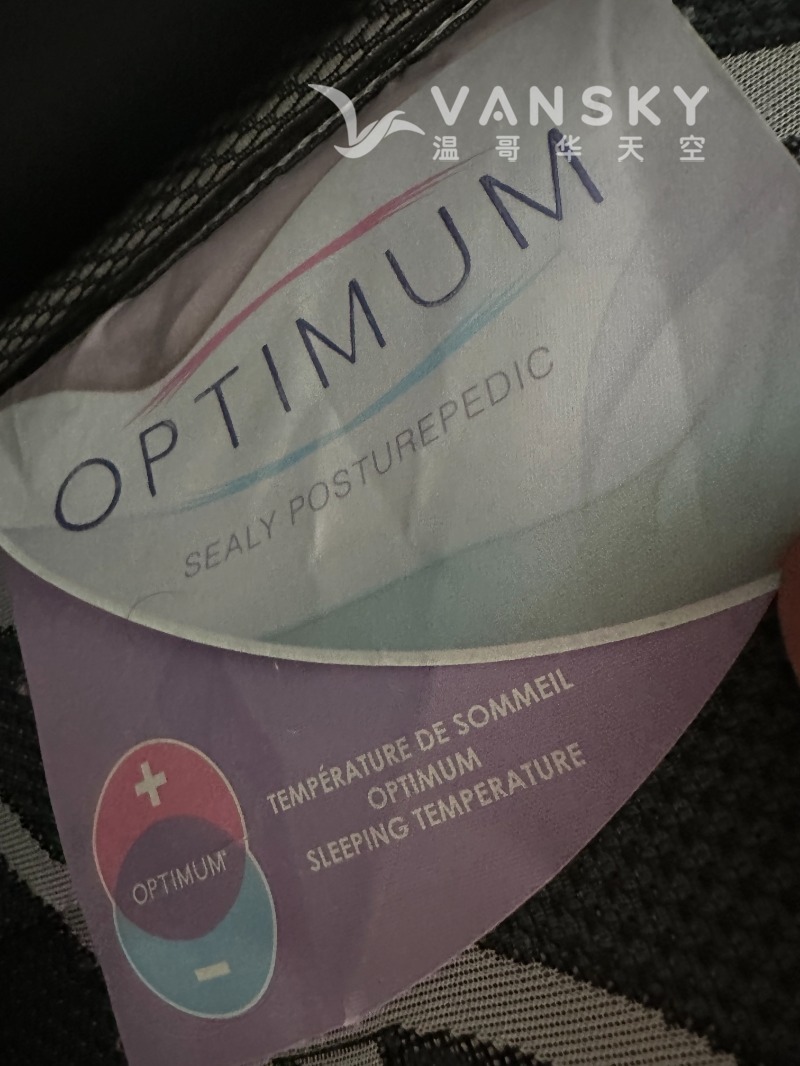 VANSKY
温哥华天空
OPTIMUM
SEALY POSTUREPEDIC
TEMPÉRATURE DE SOMMEIL
OPTIMUM
SLEEPING TEMPERATURE
+
OPTIMUM
-